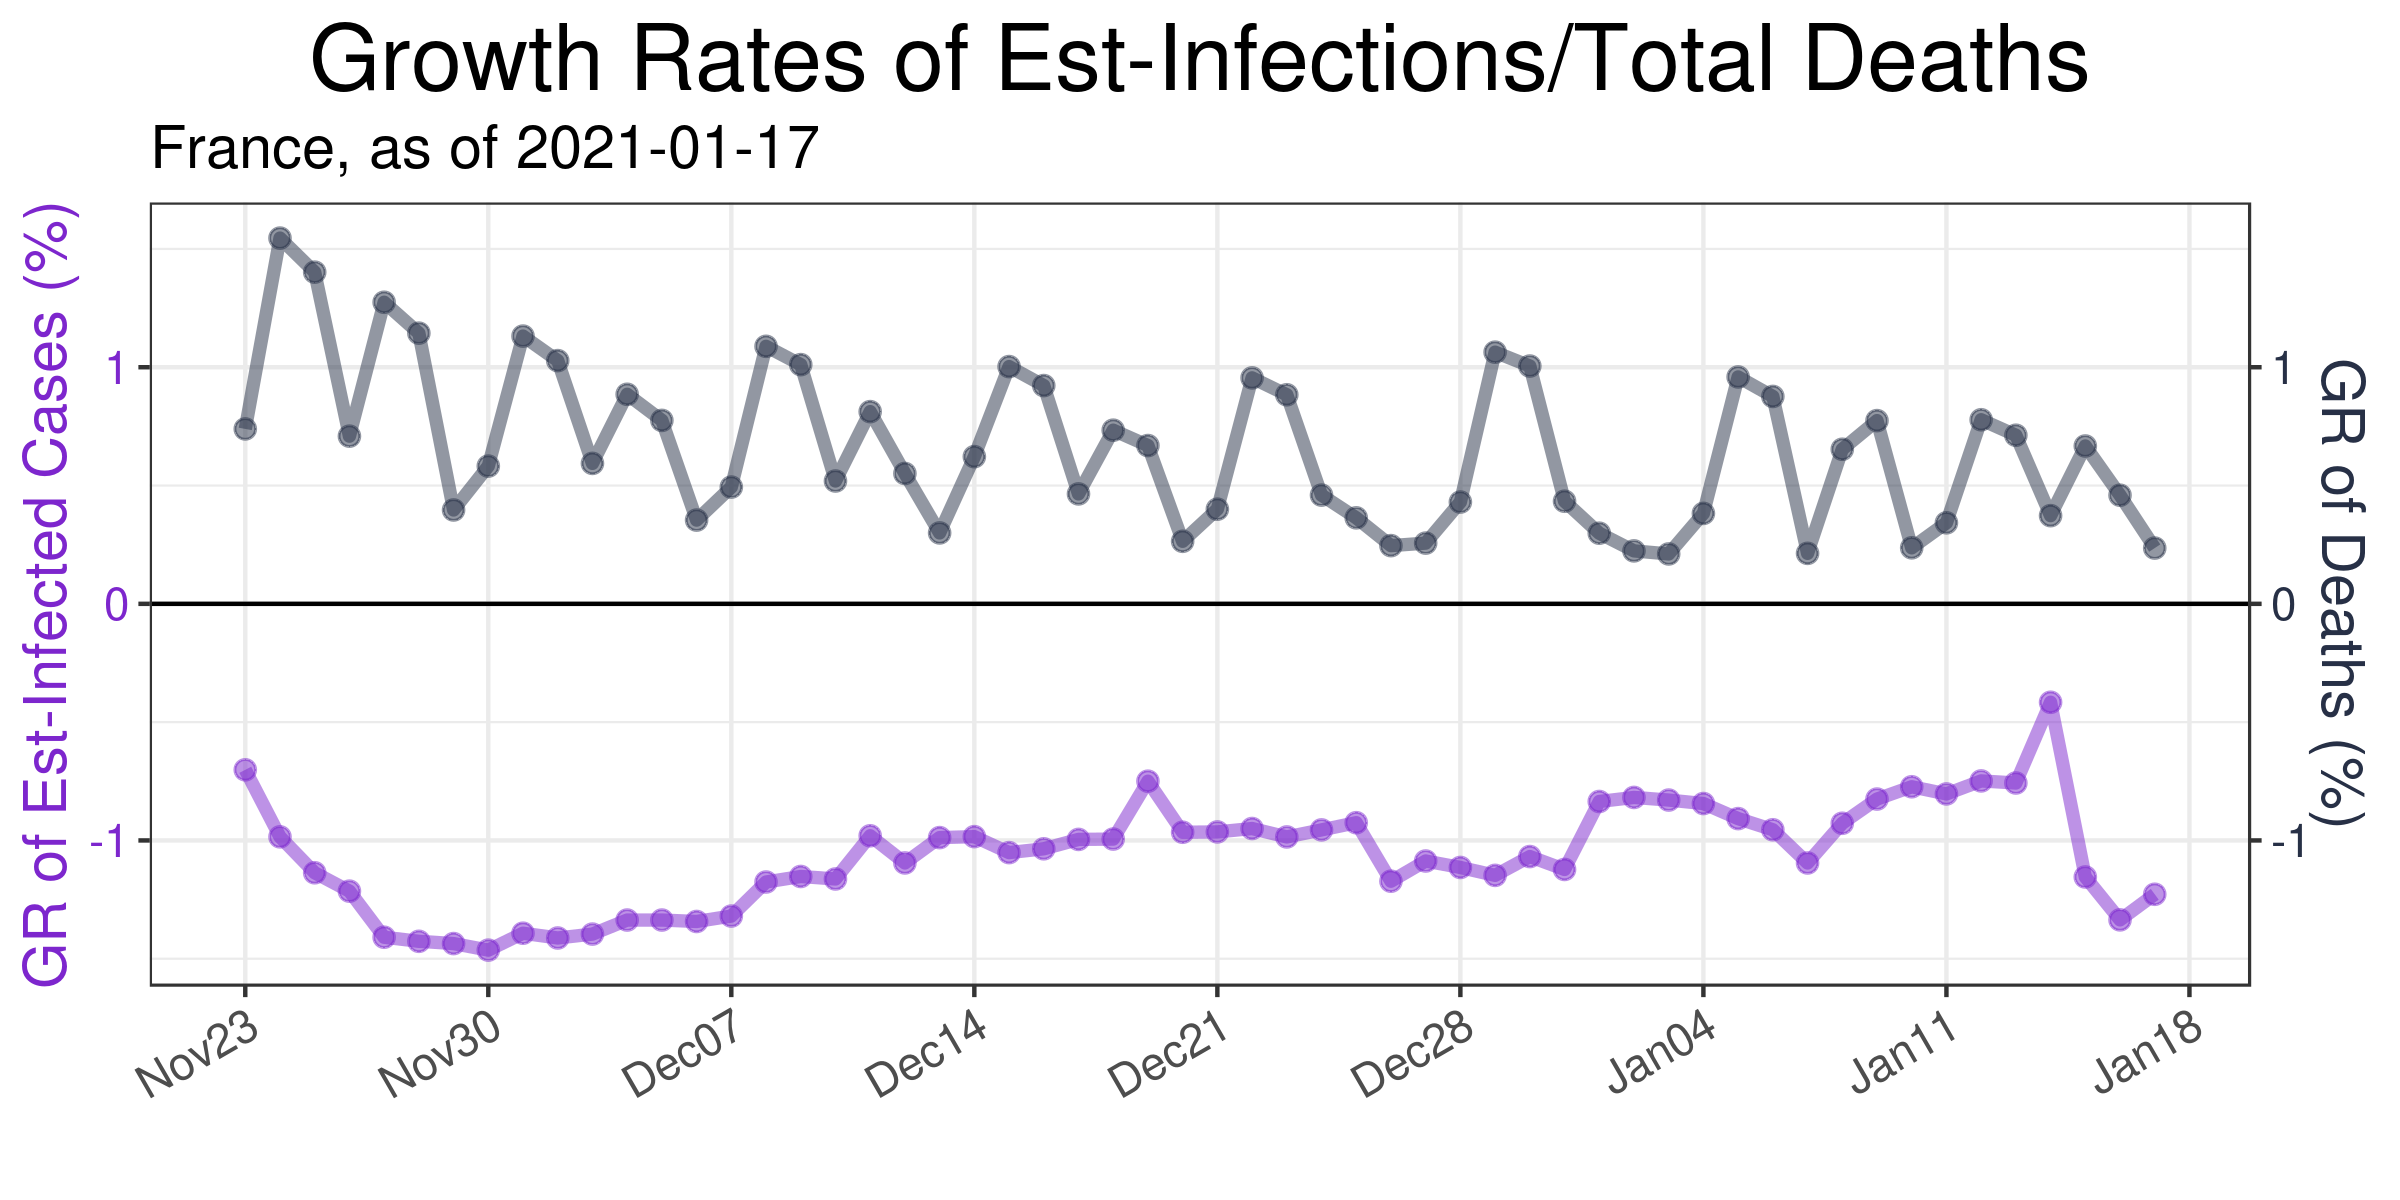 Growth Rates of Est-Infections/Total Deaths
France, as of 2021-01-17
GR of Est-Infected Cases (%)
1
0
-1
1
0
-1
GR of Deaths (%)
Nov23
Nov30
Dec07
Dec14
Dec21
Dec28
Jan04
Jan11
Jan18